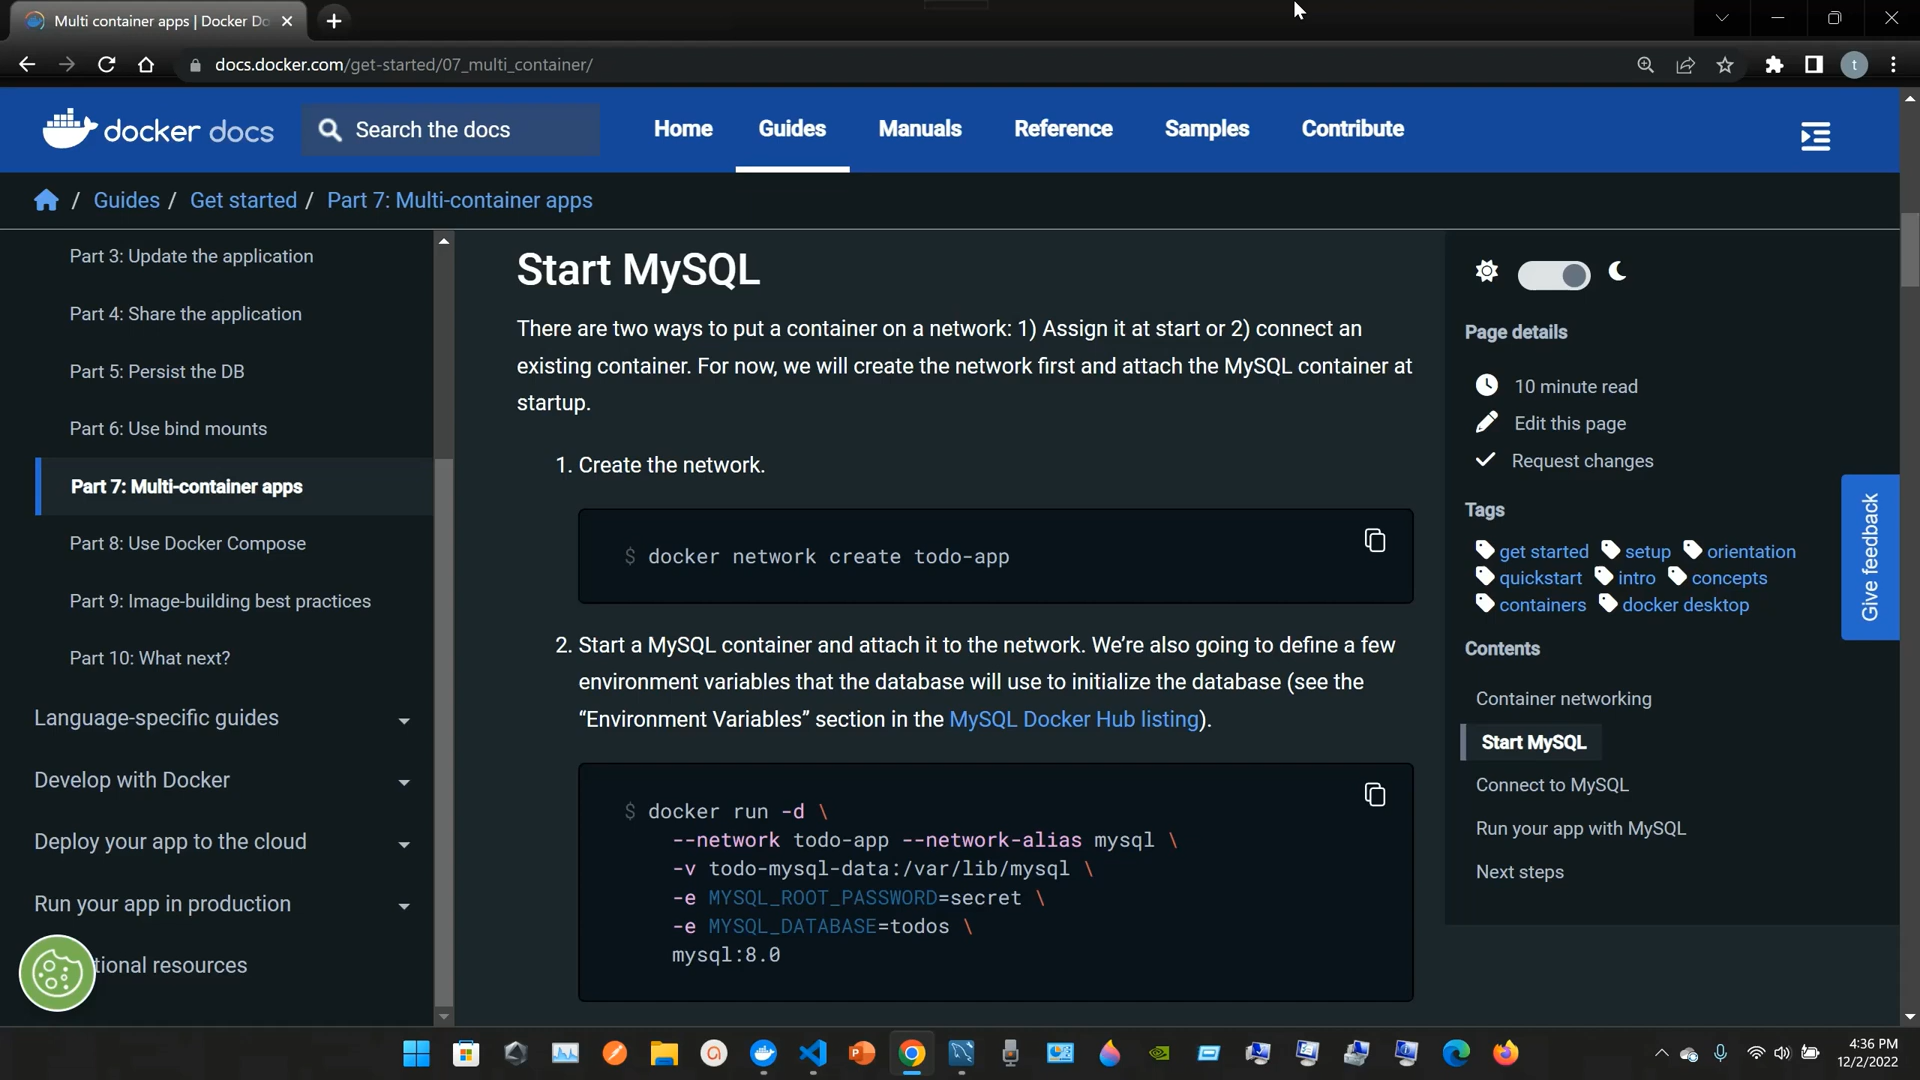 Multi container apps | Docker Do
docs.docker.com/get-started/07_multi_container/
t
docker docs
Search the docs
Home
Guides
Manuals
Reference
Samples
Contribute
/ Guides / Get started / Part 7: Multi-container apps
Part 3: Update the application
Part 4: Share the application
Part 5: Persist the DB
Part 6: Use bind mounts
Part 7: Multi-container apps
Part 8: Use Docker Compose
Part 9: Image-building best practices
Part 10: What next?
Language-specific guides
Develop with Docker
Deploy your app to the cloud
Run your app in production
tional resources
Start MySQL
There are two ways to put a container on a network: 1) Assign it at start or 2) connect an
existing container. For now, we will create the network first and attach the MySQL container at
startup.
1. Create the network.
$ docker network create todo-app
2. Start a MySQL container and attach it to the network. We’re also going to define a few
environment variables that the database will use to initialize the database (see the
“Environment Variables” section in the MySQL Docker Hub listing).
$ docker run -d \
--network todo-app --network-alias mysql \
-v todo-mysql-data:/var/lib/mysql \
-e MYSQL_ROOT_PASSWORD=secret \
-e MYSQL_DATABASE=todos \
mysql:8.0
Page details
10 minute read
Edit this page
Request changes
Tags
get started setup orientation
quickstart intro concepts
containers docker desktop
Contents
Container networking
Start MySQL
Connect to MySQL
Run your app with MySQL
Next steps
Give feedback
4:36 PM
12/2/2022